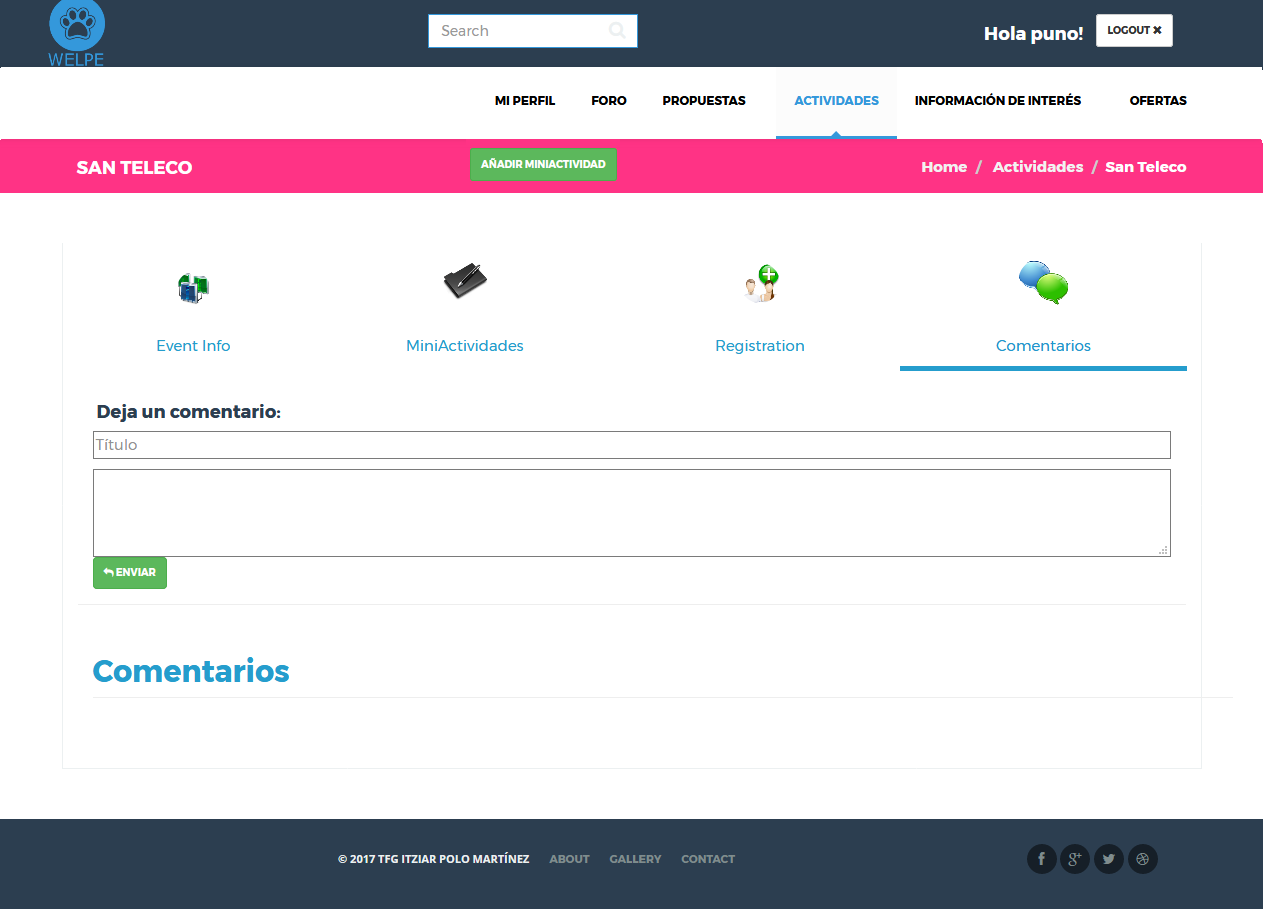 WELPE
Search
Hola puno!
LOGOUT ✖
MI PERFIL FORO PROPUESTAS ACTIVIDADES INFORMACIÓN DE INTERÉS OFERTAS
SAN TELECO
AÑADIR MINIACTIVIDAD
Home / Actividades / San Teleco
Event Info MiniActividades Registration Comentarios
Deja un comentario:
Título
ENVIAR
Comentarios
© 2017 TFG ITZIAR POLO MARTÍNEZ ABOUT GALLERY CONTACT